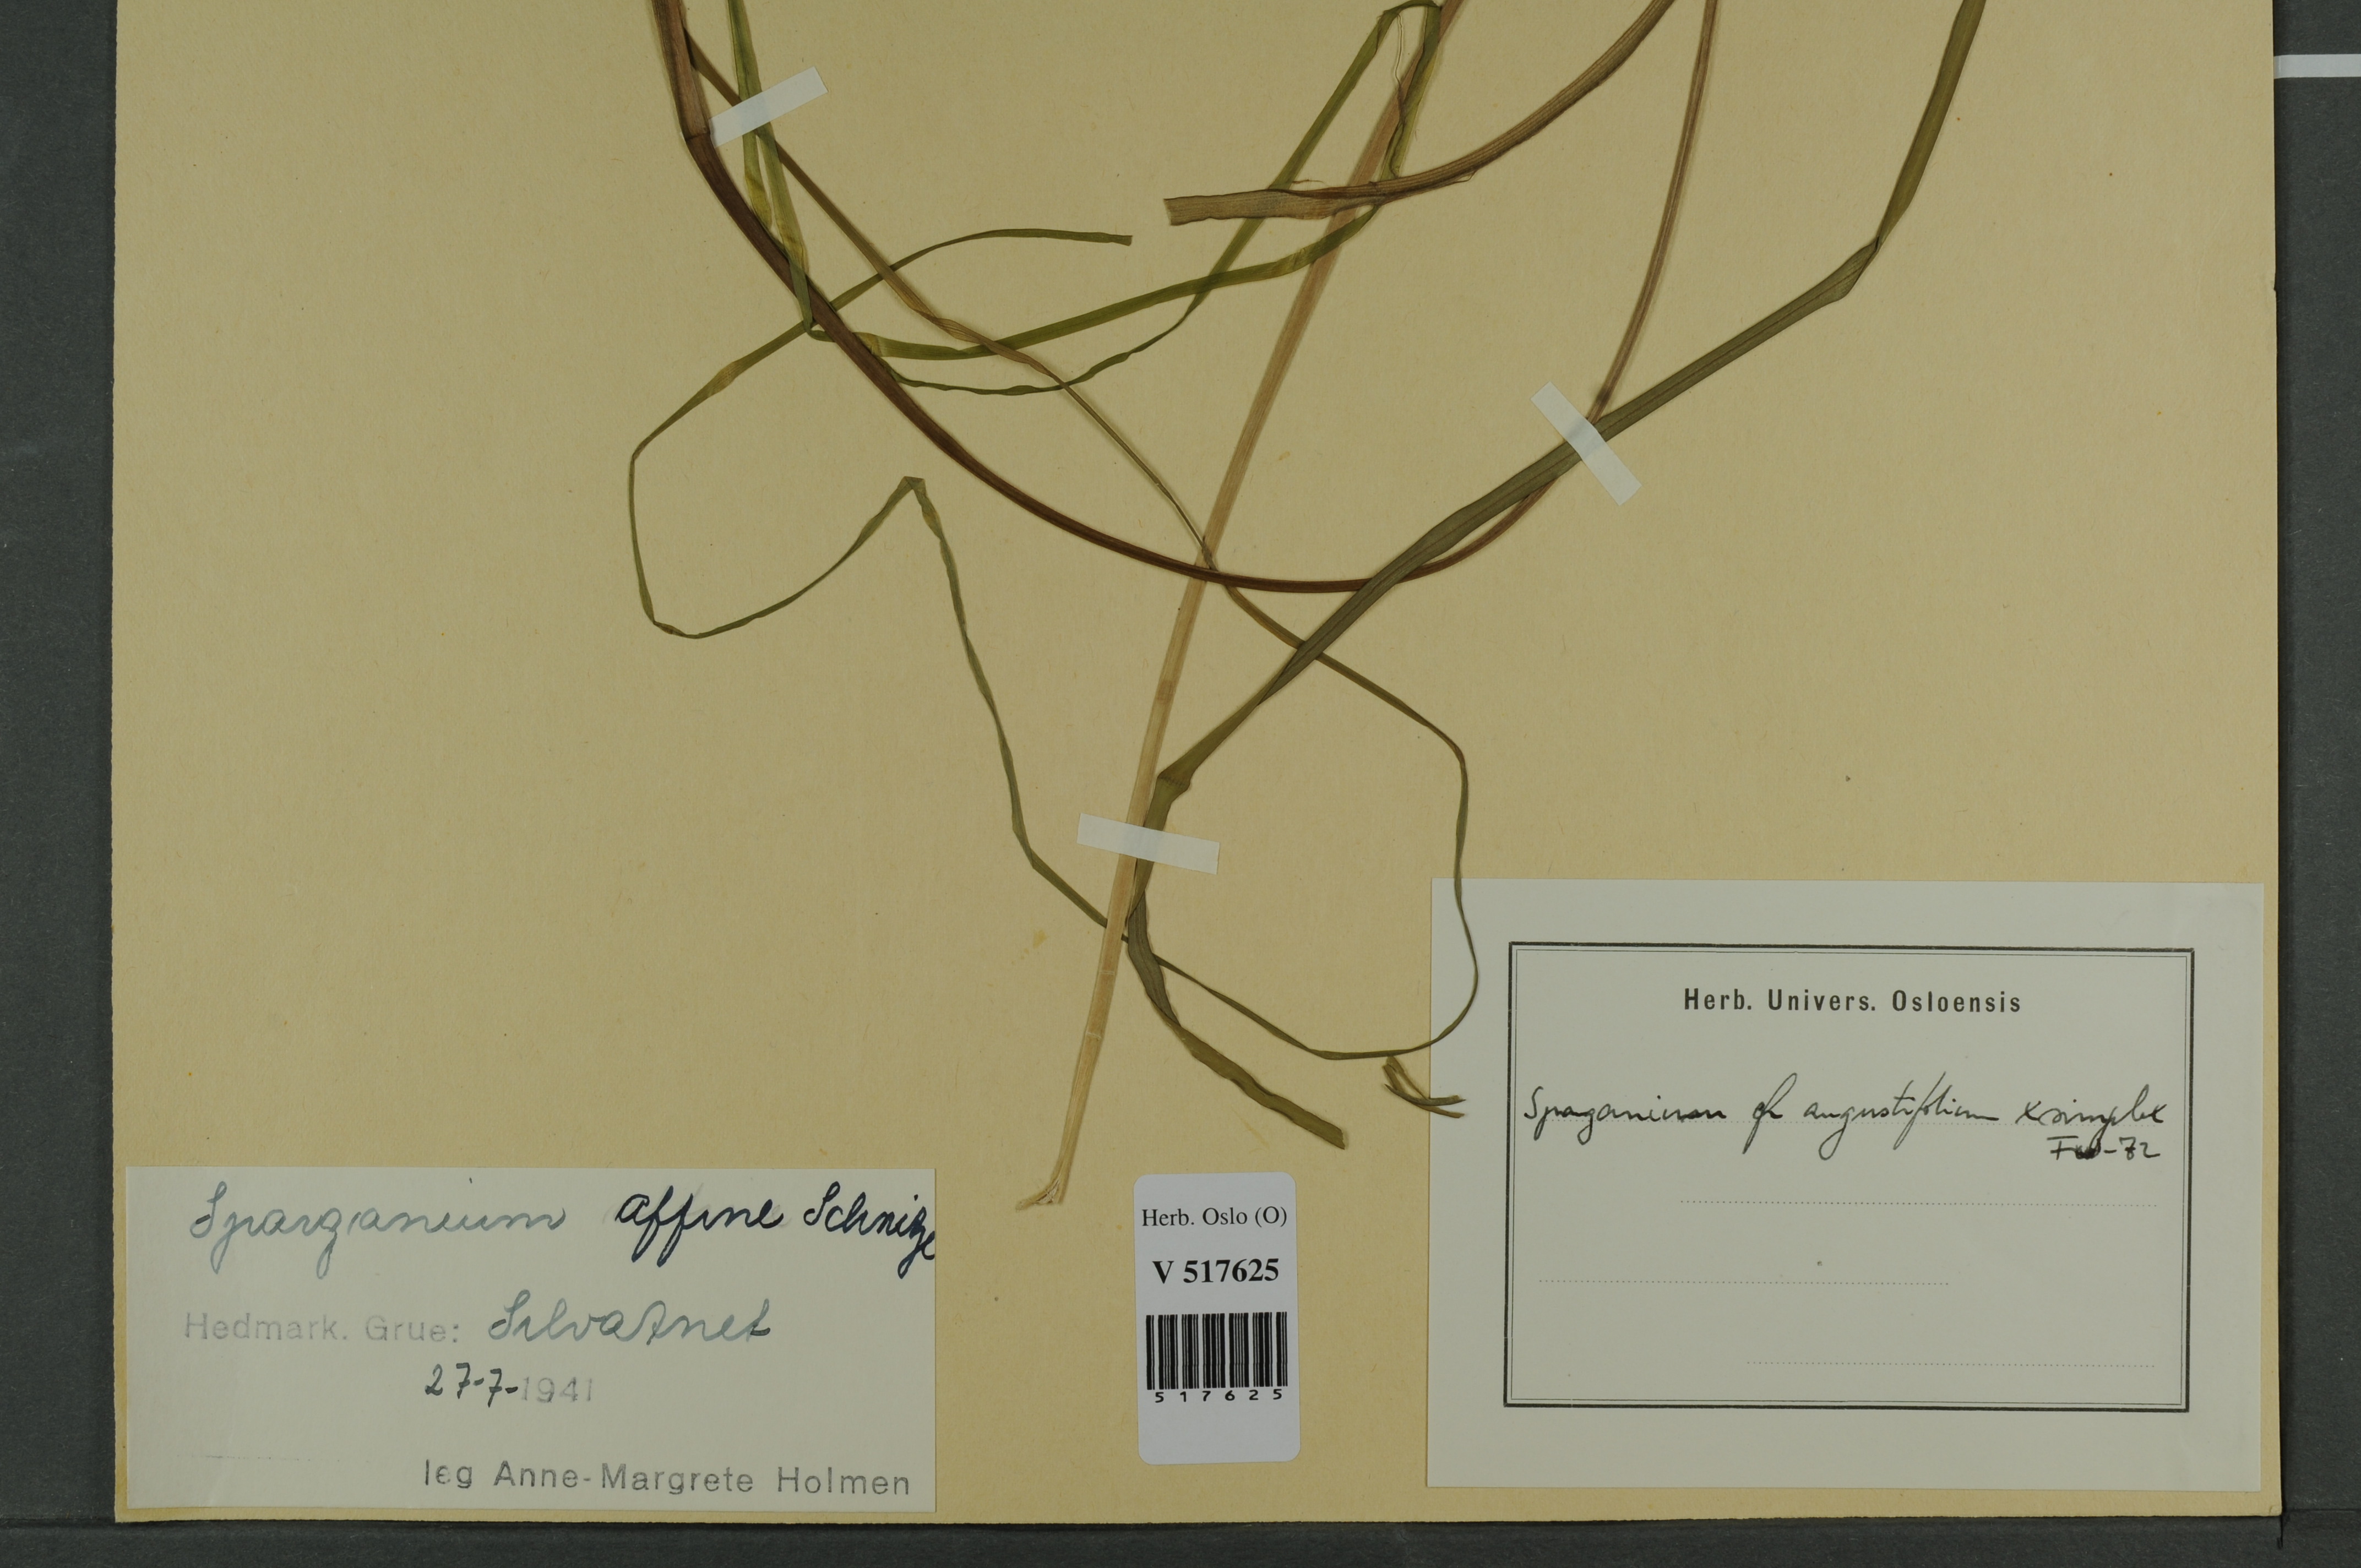 Sparganium affine Schnizl
Hedmark. Grue:
27-7-1941
leg Anne-Margrete Holmen
Herb. Oslo (O)
V 517625
517625
Herb. Univers. Osloensis
Sparganium cf angustifolium x simplex
-72